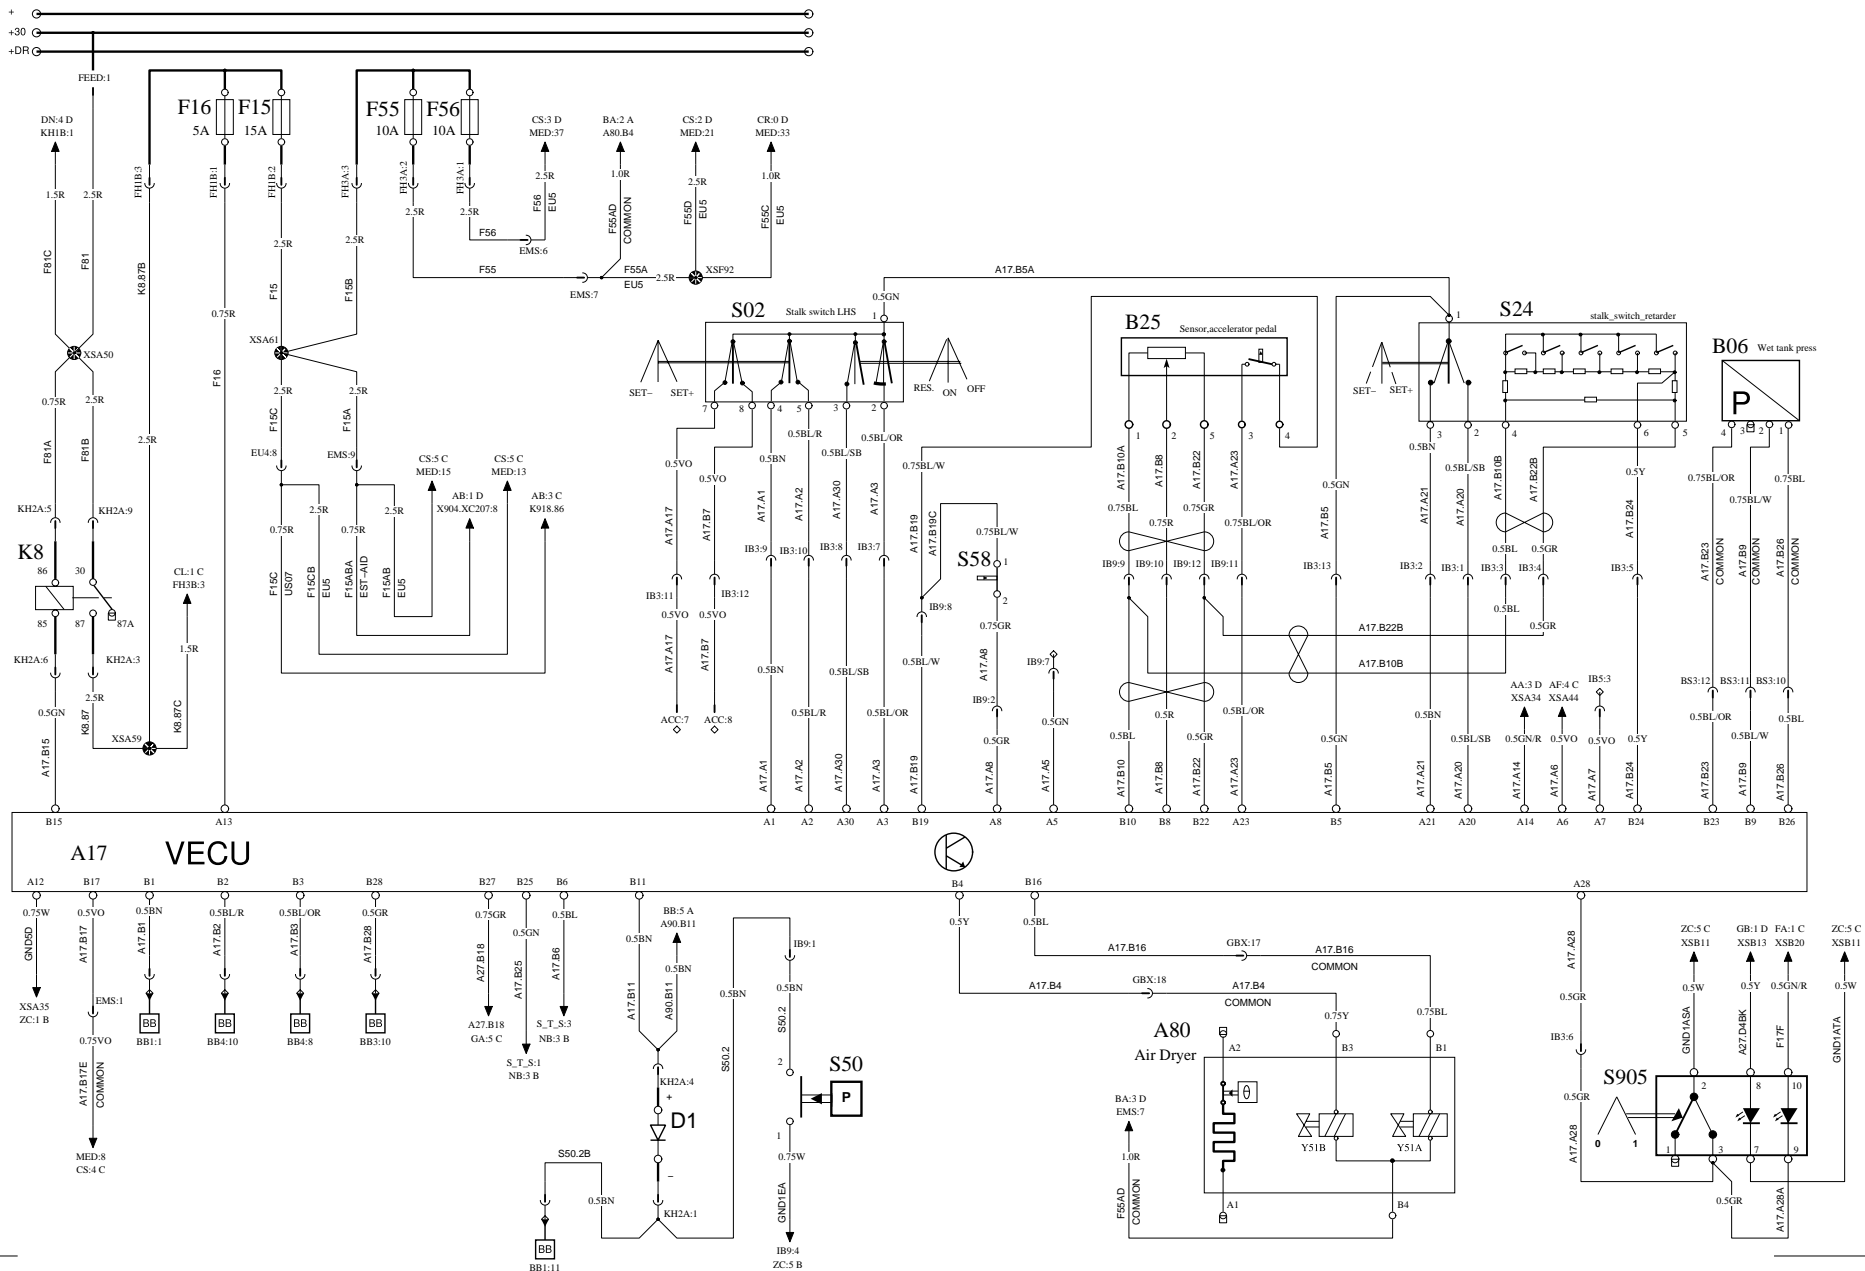 +
+30
+DR
FEED:1
F16
5A
F15
15A
F55
10A
F56
10A
DN:4 D
KH1B:1
CS:3 D
MED:37
BA:2 A
A80.B4
CS:2 D
MED:21
CR:0 D
MED:33
FH1B:3
FH1B:1
FH1B:2
FH3A:3
FH3A:2
FH3A:1
1.5R
2.5R
2.5R
2.5R
2.5R
1.0R
2.5R
1.0R
F56
EU5
F55AD
COMMON
F55D
EU5
F55C
EU5
F81C
F81
K8.87B
2.5R
F15
2.5R
F15B
F56
EMS:6
F55
EMS:7
F55A
EU5
2.5R
XSF92
A17.B5A
0.5GN
0.75R
XSA50
XSA61
F16
S02
Stalk switch LHS
1
SET–
SET+
RES.
ON
OFF
7
8
4
5
3
2
B25
Sensor,accelerator pedal
1
2
5
3
4
S24
stalk_switch_retarder
1
SET–
SET+
3
2
4
6
5
B06
Wet tank press
P
4
3
2
1
0.75R
2.5R
2.5R
2.5R
2.5R
F81A
F81B
F15C
F15A
EU4:8
EMS:9
CS:5 C
MED:15
CS:5 C
MED:13
AB:1 D
X904.XC207:8
AB:3 C
K918.86
KH2A:5
KH2A:9
0.75R
2.5R
0.75R
2.5R
F15C
US07
F15CB
EU5
F15ABA
EST–AID
F15AB
EU5
K8
86
30
85
87
87A
CL:1 C
FH3B:3
1.5R
K8.87C
KH2A:6
KH2A:3
0.5GN
2.5R
A17.B15
K8.87
XSA59
0.5VO
0.5VO
0.5BN
0.5BL/R
0.5BL/SB
0.5BL/OR
0.75BL/W
A17.A17
A17.B7
A17.A1
A17.A2
A17.A30
A17.A3
A17.B19
A17.B19C
0.75BL/W
IB3:11
IB3:12
IB3:9
IB3:10
IB3:8
IB3:7
S58
1
2
IB9:8
0.5VO
0.5VO
A17.A17
A17.B7
ACC:7
ACC:8
0.5BN
0.5BL/R
0.5BL/SB
0.5BL/OR
0.5BL/W
0.75GR
A17.A8
IB9:2
0.5GR
IB9:7
0.5GN
A17.A1
A17.A2
A17.A30
A17.A3
A17.B19
A17.A8
A17.A5
A17.B10A
A17.B8
A17.B22
A17.A23
0.75BL
0.75R
0.75GR
0.75BL/OR
IB9:9
IB9:10
IB9:12
IB9:11
0.5BL
0.5R
0.5GR
0.5BL/OR
A17.B10
A17.B8
A17.B22
A17.A23
0.5GN
A17.B5
IB3:13
0.5GN
A17.B5
0.5BN
0.5BL/SB
A17.A21
A17.A20
A17.B10B
A17.B22B
0.5Y
A17.B24
0.5BL
0.5GR
IB3:2
IB3:1
IB3:3
IB3:4
IB3:5
0.5BL
0.5GR
A17.B22B
A17.B10B
0.5BN
0.5BL/SB
AA:3 D
XSA34
AF:4 C
XSA44
IB5:3
0.5GN/R
0.5VO
0.5VO
0.5Y
A17.A21
A17.A20
A17.A14
A17.A6
A17.A7
A17.B24
0.75BL/OR
0.75BL/W
0.75BL
A17.B23
COMMON
A17.B9
COMMON
A17.B26
COMMON
BS3:12
BS3:11
BS3:10
0.5BL/OR
0.5BL/W
0.5BL
A17.B23
A17.B9
A17.B26
B15
A13
A1
A2
A30
A3
B19
A8
A5
B10
B8
B22
A23
B5
A21
A20
A14
A6
A7
B24
B23
B9
B26
A17
VECU
A12
B17
B1
B2
B3
B28
B27
B25
B6
B11
B4
B16
A28
0.75W
0.5VO
0.5BN
0.5BL/R
0.5BL/OR
0.5GR
0.75GR
0.5GN
0.5BL
0.5BN
GND5D
A17.B17
A17.B1
A17.B2
A17.B3
A17.B28
A27.B18
A17.B25
A17.B6
A17.B11
XSA35
ZC:1 B
EMS:1
0.75VO
A17.B17E
COMMON
MED:8
CS:4 C
BB
BB1:1
BB
BB4:10
BB
BB4:8
BB
BB3:10
A27.B18
GA:5 C
S_T_S:1
NB:3 B
S_T_S:3
NB:3 B
BB:5 A
A90.B11
0.5BN
A90.B11
KH2A:4
+
D1
–
KH2A:1
S50.2B
0.5BN
BB
BB1:11
0.5BN
S50.2
IB9:1
0.5BN
S50.2
2
S50
P
1
0.75W
GND1EA
IB9:4
ZC:5 B
0.5Y
0.5BL
A17.B16
GBX:17
A17.B16
COMMON
A17.B4
GBX:18
A17.B4
COMMON
0.75Y
0.75BL
A80
Air Dryer
A2
B3
B1
Y51B
Y51A
A1
B4
BA:3 D
EMS:7
1.0R
F55AD
COMMON
A17.A28
0.5GR
IB3:6
0.5GR
A17.A28
ZC:5 C
XSB11
GB:1 D
XSB13
FA:1 C
XSB20
ZC:5 C
XSB11
0.5W
0.5Y
0.5GN/R
0.5W
GND1ASA
A27.D4BK
F17F
GND1ATA
S905
2
8
10
0
1
1
3
7
9
0.5GR
A17.A28A